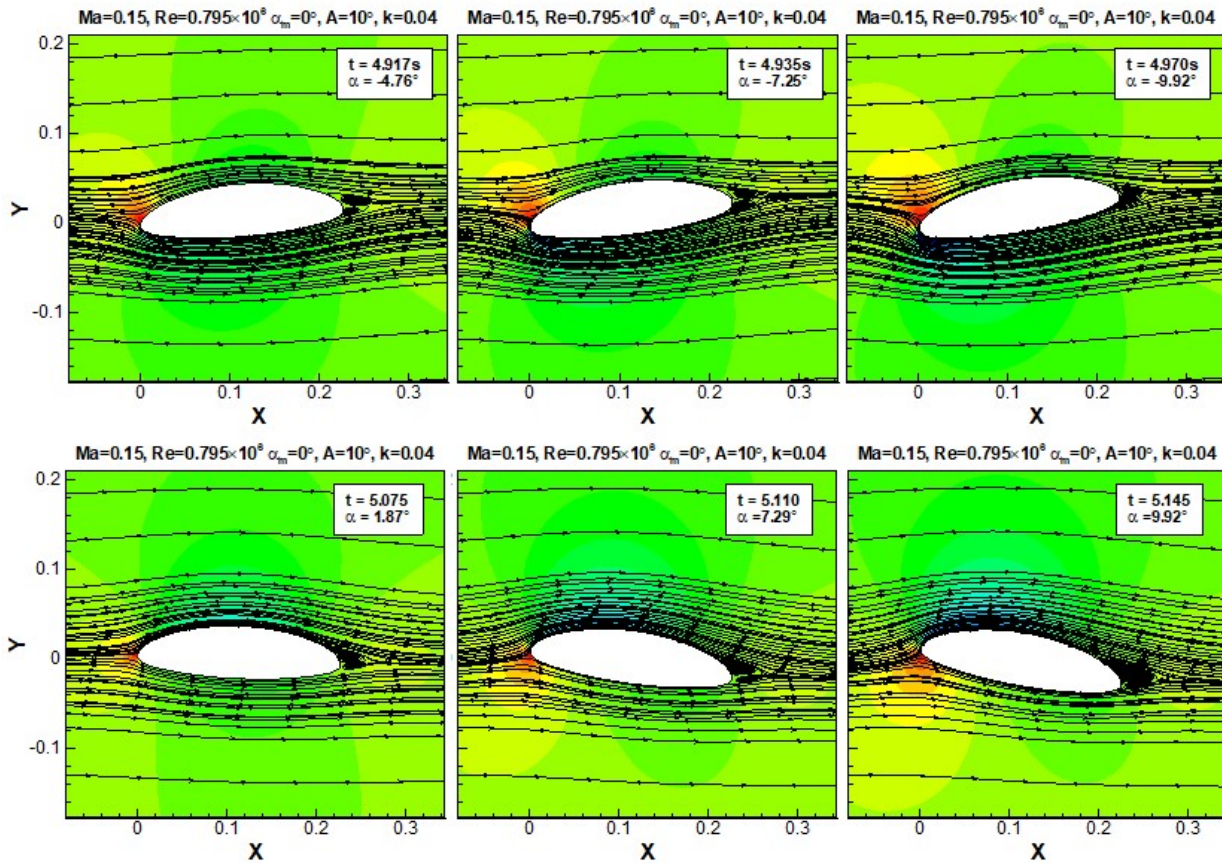 Ma=0.15, Re=0.795×10⁶ αₘ=0°, A=10°, k=0.04
Ma=0.15, Re=0.795×10⁶ αₘ=0°, A=10°, k=0.04
Ma=0.15, Re=0.795×10⁶ αₘ=0°, A=10°, k=0.04
t = 4.917s
α = -4.76°
t = 4.935s
α = -7.25°
t = 4.970s
α = -9.92°
0.2
0.1
0
-0.1
Y
0 0.1 0.2 0.3
0 0.1 0.2 0.3
0 0.1 0.2 0.3
X
X
X
Ma=0.15, Re=0.795×10⁶ αₘ=0°, A=10°, k=0.04
Ma=0.15, Re=0.795×10⁶ αₘ=0°, A=10°, k=0.04
Ma=0.15, Re=0.795×10⁶ αₘ=0°, A=10°, k=0.04
t = 5.075
α = 1.87°
t = 5.110
α =7.29°
t = 5.145
α =9.92°
0.2
0.1
0
-0.1
Y
0 0.1 0.2 0.3
0 0.1 0.2 0.3
0 0.1 0.2 0.3
X
X
X